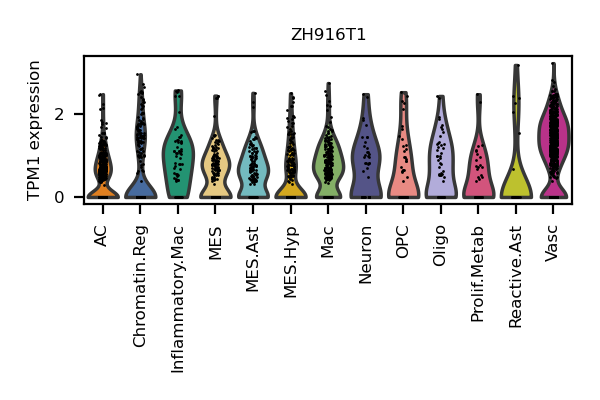 ZH916T1
TPM1 expression
2
0
AC
Chromatin.Reg
Inflammatory.Mac
MES
MES.Ast
MES.Hyp
Mac
Neuron
OPC
Oligo
Prolif.Metab
Reactive.Ast
Vasc